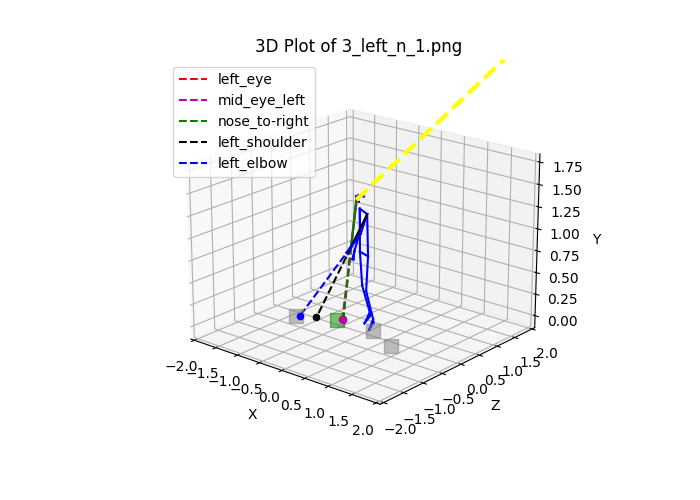 3D Plot of 3_left_n_1.png
left_eye
mid_eye_left
nose_to-right
left_shoulder
left_elbow
1.75
1.50
1.25
1.00
0.75
0.50
0.25
0.00
Y
−2.0
−1.5
−1.0
−0.5
0.0
0.5
1.0
1.5
2.0
X
−2.0
−1.5
−1.0
−0.5
0.0
0.5
1.0
1.5
2.0
Z